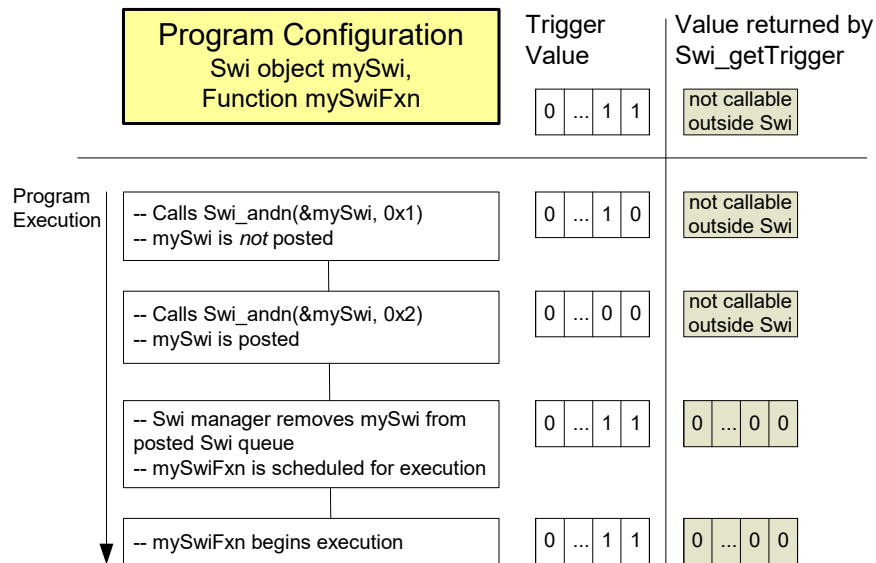 Program Configuration
Swi object mySwi,
Function mySwiFxn
Trigger
Value
Value returned by
Swi_getTrigger
0 ... 1 1
not callable
outside Swi
Program
Execution
-- Calls Swi_andn(&mySwi, 0x1)
-- mySwi is not posted
0 ... 1 0
not callable
outside Swi
-- Calls Swi_andn(&mySwi, 0x2)
-- mySwi is posted
0 ... 0 0
not callable
outside Swi
-- Swi manager removes mySwi from
posted Swi queue
-- mySwiFxn is scheduled for execution
0 ... 1 1
0 ... 0 0
-- mySwiFxn begins execution
0 ... 1 1
0 ... 0 0